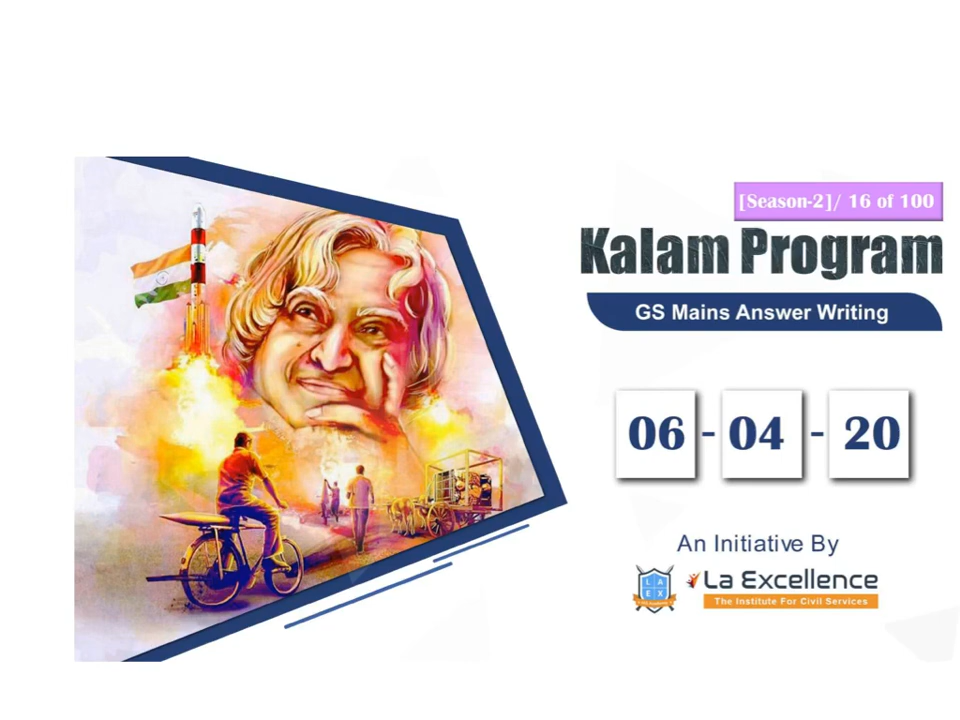 [Season-2]/ 16 of 100
Kalam Program
GS Mains Answer Writing
06 - 04 - 20
An Initiative By
L A
E X
La Excellence
The Institute For Civil Services